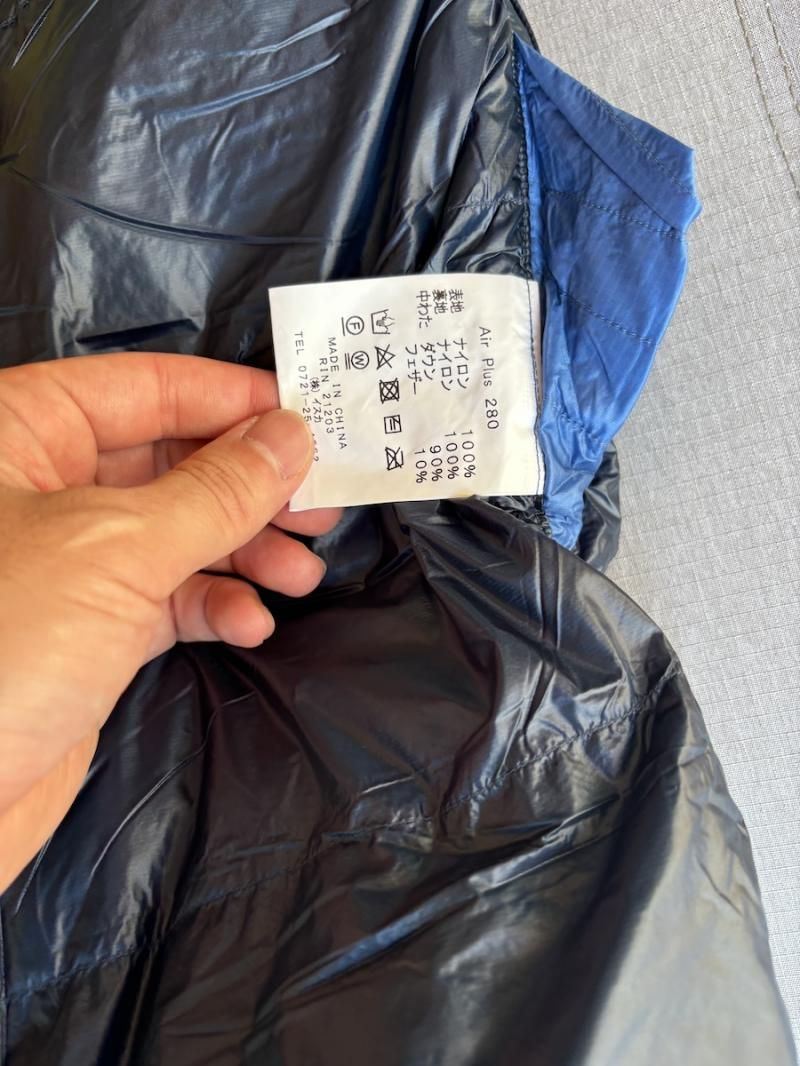 Air Plus 280
表地 ナイロン 100%
裏地 ナイロン 100%
中わた ダウン 90%
フェザー 10%
F W
MADE IN CHINA
RIN 21203
(株)イスカ
TEL 0721-25